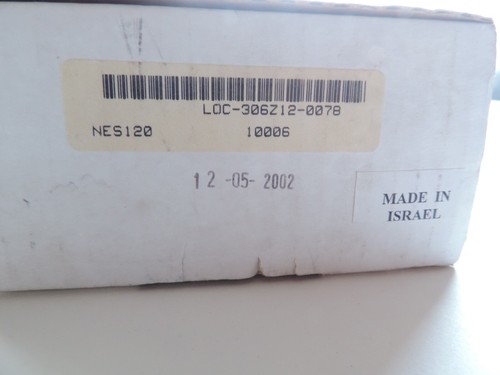 LOC-306Z12-0078
NES120 10006
12-05-2002
MADE IN
ISRAEL